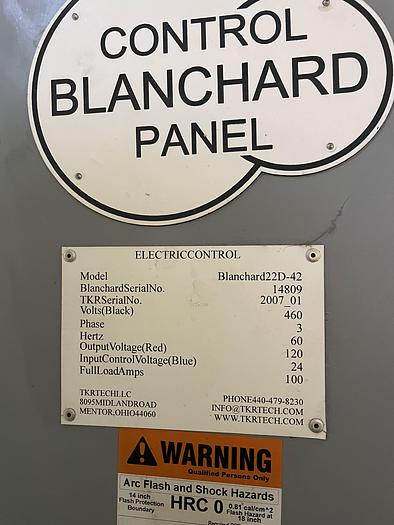 CONTROL
BLANCHARD
PANEL
ELECTRICCONTROL
Model Blanchard22D-42
BlanchardSerialNo. 14809
TKRSerialNo. 2007_01
Volts(Black) 460
Phase 3
Hertz 60
OutputVoltage(Red) 120
InputControlVoltage(Blue) 24
FullLoadAmps 100
TKRTECHLLC PHONE440-479-8230
8095MIDLANDROAD INFO@TKRTECH.COM
MENTOR,OHIO44060 WWW.TKRTECH.COM
WARNING
Qualified Persons Only
Arc Flash and Shock Hazards
14 inch
Flash Protection
Boundary
HRC 0
0.81 cal/cm^2
Flash Hazard at
18 inch